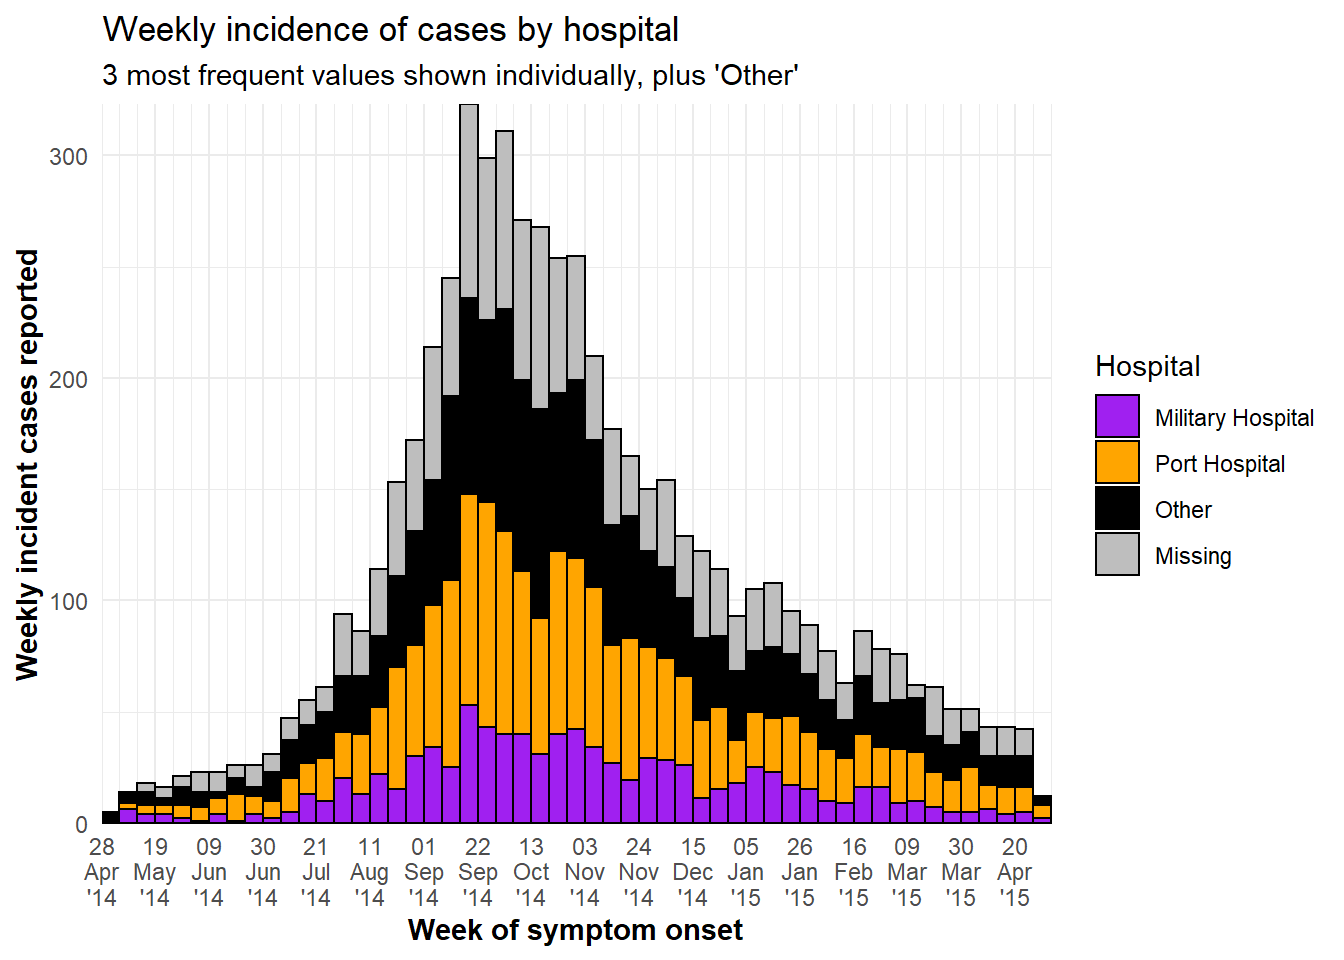 Weekly incidence of cases by hospital
3 most frequent values shown individually, plus 'Other'
Weekly incident cases reported
300
200
100
0
28 19 09 30 21 11 01 22 13 03 24 15 05 26 16 09 30 20
Apr May Jun Jun Jul Aug Sep Sep Oct Nov Nov Dec Jan Jan Feb Mar Mar Apr
'14 '14 '14 '14 '14 '14 '14 '14 '14 '14 '14 '14 '15 '15 '15 '15 '15 '15
Week of symptom onset
Hospital
Military Hospital
Port Hospital
Other
Missing